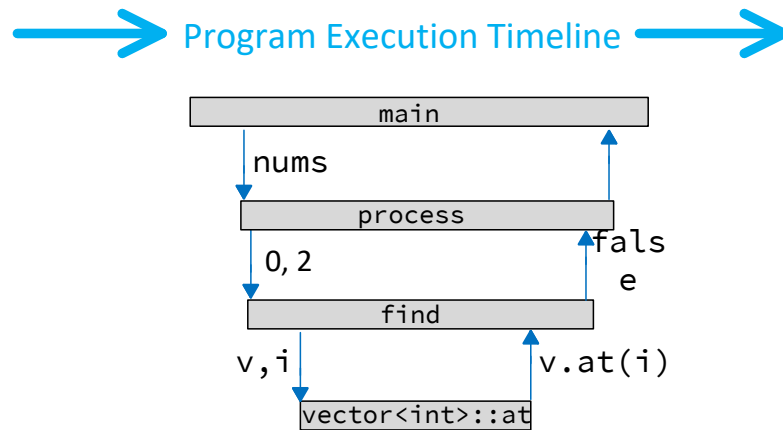 Program Execution Timeline
main
nums
process
0, 2
fals
e
find
v,i
v.at(i)
vector<int>::at